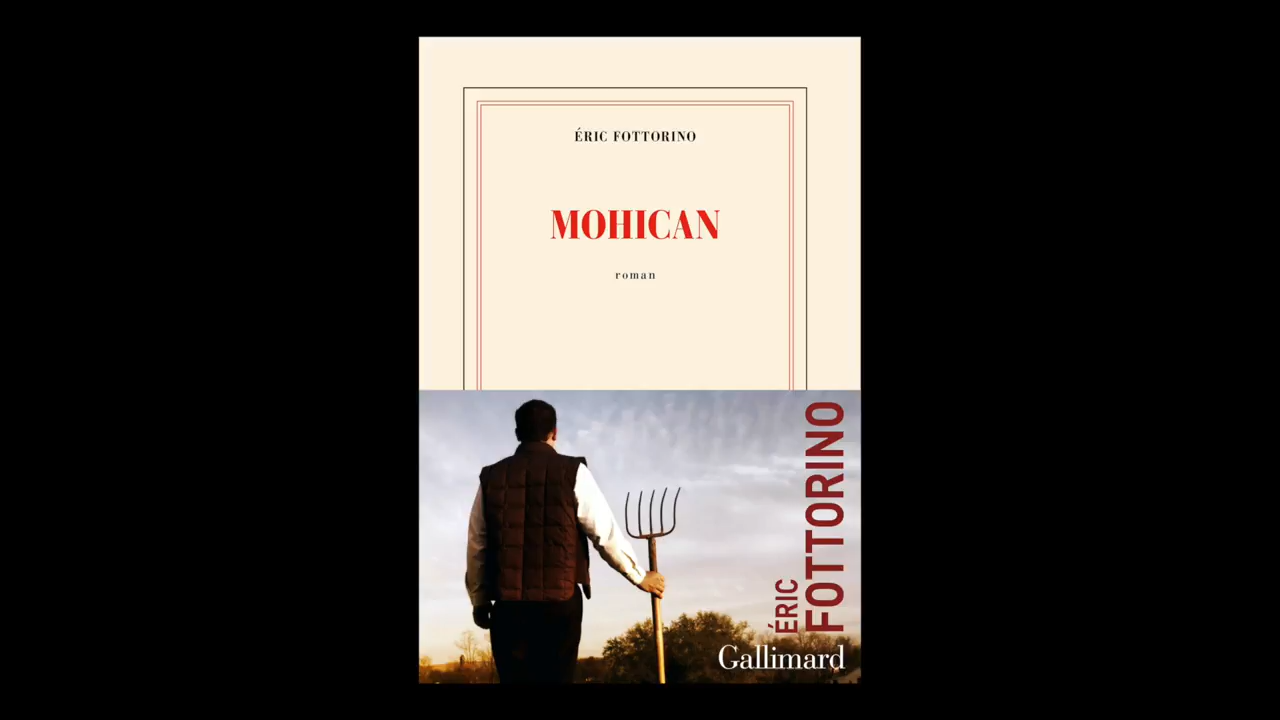 ÉRIC FOTTORINO
MOHICAN
roman
ÉRIC
FOTTORINO
Gallimard